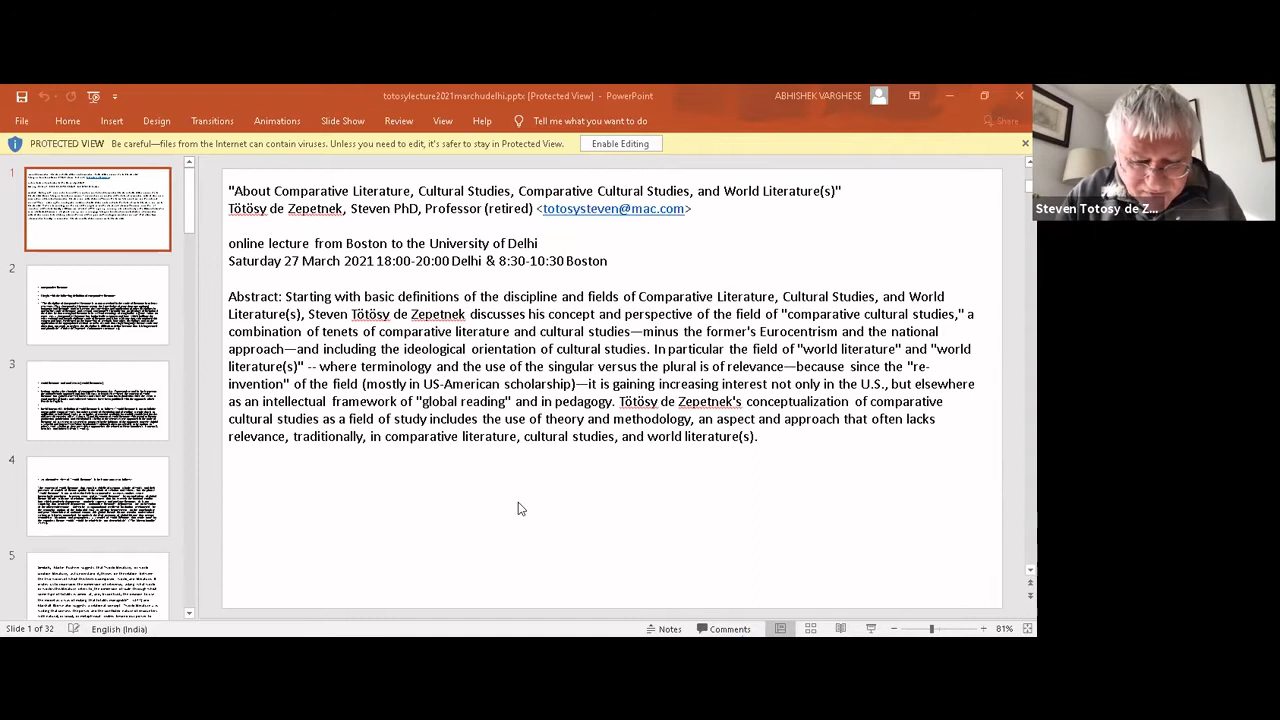 totosylecture2021marchudelhi.pptx [Protected View] - PowerPoint
ABHISHEK VARGHESE
File Home Insert Design Transitions Animations Slide Show Review View Help Tell me what you want to do Share
PROTECTED VIEW Be careful—files from the Internet can contain viruses. Unless you need to edit, it's safer to stay in Protected View. Enable Editing
1
2
3
4
5
"About Comparative Literature, Cultural Studies, Comparative Cultural Studies, and World Literature(s)"
Tötösy de Zepetnek, Steven PhD, Professor (retired) <totosysteven@mac.com>
online lecture from Boston to the University of Delhi
Saturday 27 March 2021 18:00-20:00 Delhi & 8:30-10:30 Boston
Abstract: Starting with basic definitions of the discipline and fields of Comparative Literature, Cultural Studies, and World
Literature(s), Steven Tötösy de Zepetnek discusses his concept and perspective of the field of "comparative cultural studies," a
combination of tenets of comparative literature and cultural studies—minus the former's Eurocentrism and the national
approach—and including the ideological orientation of cultural studies. In particular the field of "world literature" and "world
literature(s)" -- where terminology and the use of the singular versus the plural is of relevance—because since the "re-
invention" of the field (mostly in US-American scholarship)—it is gaining increasing interest not only in the U.S., but elsewhere
as an intellectual framework of "global reading" and in pedagogy. Tötösy de Zepetnek's conceptualization of comparative
cultural studies as a field of study includes the use of theory and methodology, an aspect and approach that often lacks
relevance, traditionally, in comparative literature, cultural studies, and world literature(s).
Steven Totosy de Z...
Slide 1 of 32 English (India) Notes Comments 81%